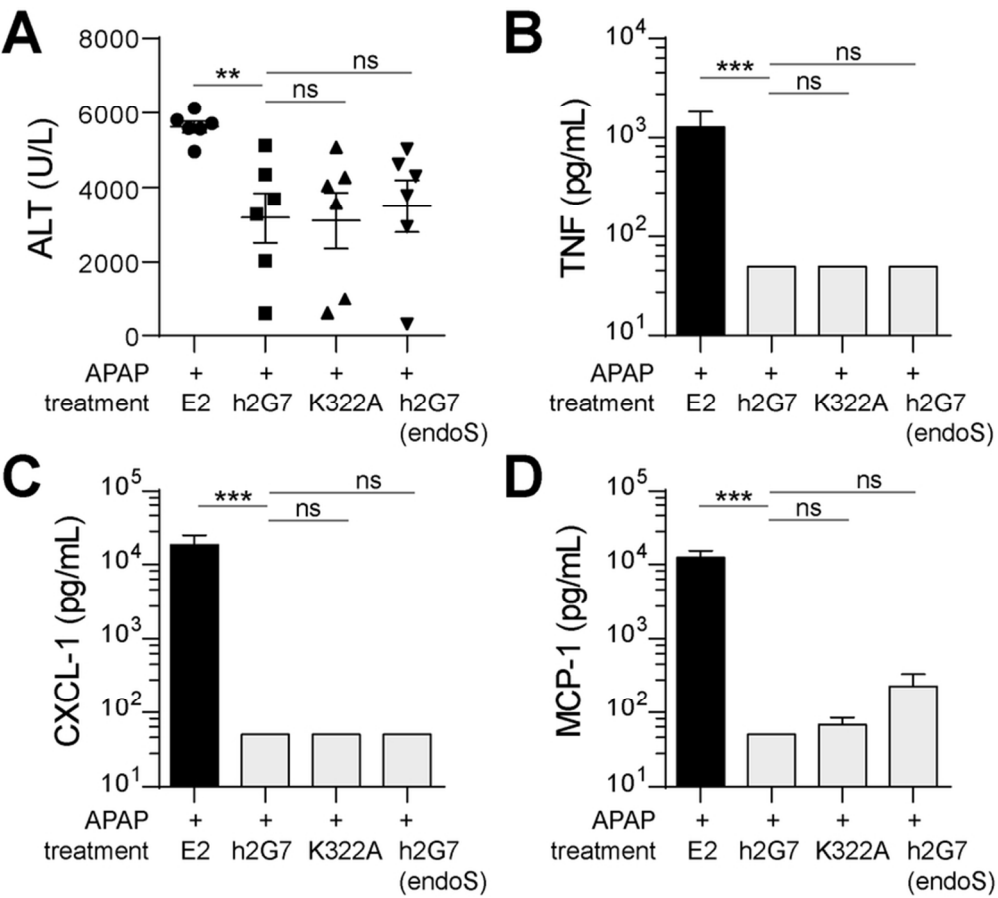 A
ALT (U/L)
8000
6000
4000
2000
0
**
ns
ns
APAP + + + +
treatment E2 h2G7 K322A h2G7
(endoS)
B
TNF (pg/mL)
10^4
10^3
10^2
10^1
***
ns
ns
APAP + + + +
treatment E2 h2G7 K322A h2G7
(endoS)
C
CXCL-1 (pg/mL)
10^5
10^4
10^3
10^2
10^1
***
ns
ns
APAP + + + +
treatment E2 h2G7 K322A h2G7
(endoS)
D
MCP-1 (pg/mL)
10^5
10^4
10^3
10^2
10^1
***
ns
ns
APAP + + + +
treatment E2 h2G7 K322A h2G7
(endoS)